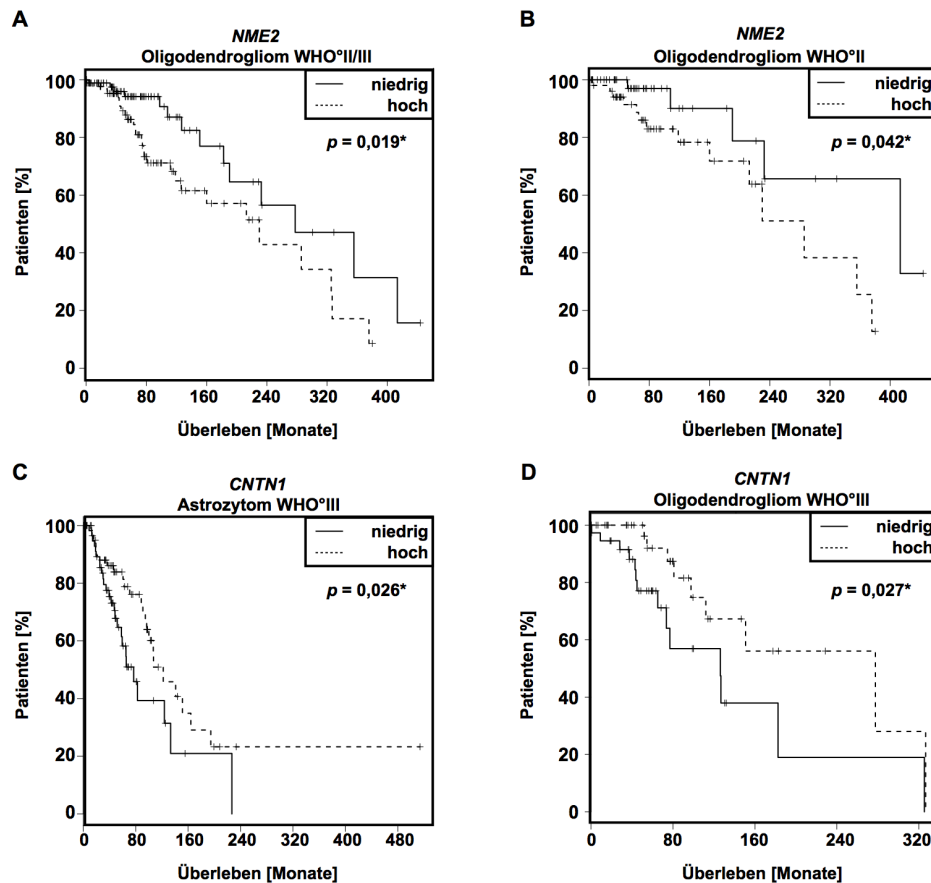 A
NME2
Oligodendrogliom WHO°II/III
100
80
60
40
20
0
niedrig
hoch
p = 0,019*
Patienten [%]
0 80 160 240 320 400
Überleben [Monate]
B
NME2
Oligodendrogliom WHO°II
100
80
60
40
20
0
niedrig
hoch
p = 0,042*
Patienten [%]
0 80 160 240 320 400
Überleben [Monate]
C
CNTN1
Astrozytom WHO°III
100
80
60
40
20
0
niedrig
hoch
p = 0,026*
Patienten [%]
0 80 160 240 320 400 480
Überleben [Monate]
D
CNTN1
Oligodendrogliom WHO°III
100
80
60
40
20
0
niedrig
hoch
p = 0,027*
Patienten [%]
0 80 160 240 320
Überleben [Monate]